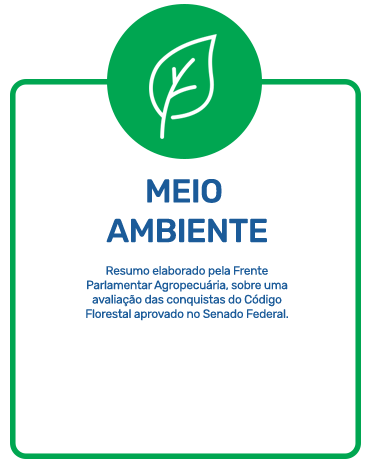 MEIO
AMBIENTE
Resumo elaborado pela Frente
Parlamentar Agropecuária, sobre uma
avaliação das conquistas do Código
Florestal aprovado no Senado Federal.